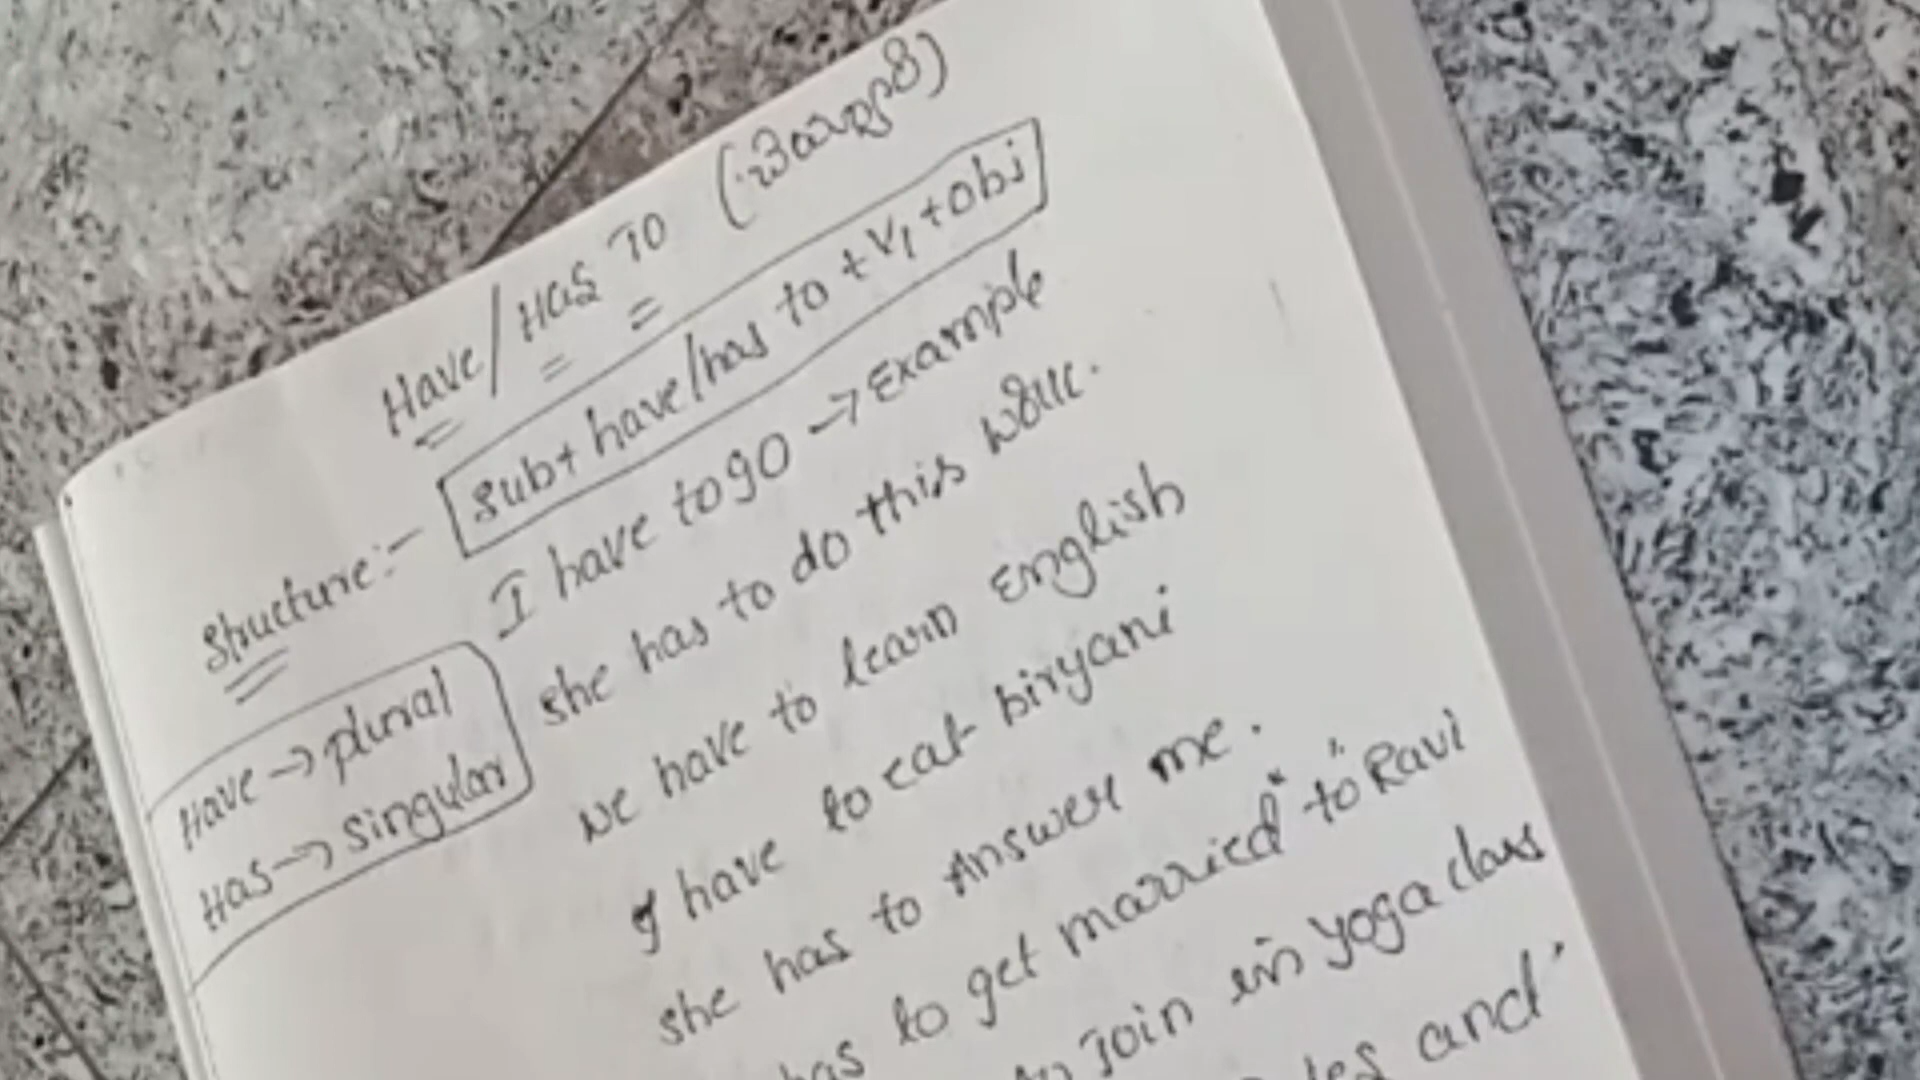 Have/Has To (చేయాలి)
Structure:- Sub+ have/has to +V1 +obj
I have to go → Example
She has to do this work.
Have → plural
Has → Singular
We have to learn English
I have to eat biryani
She has to Answer me.
has to get married" "to" Ravi
Join in yoga class
and